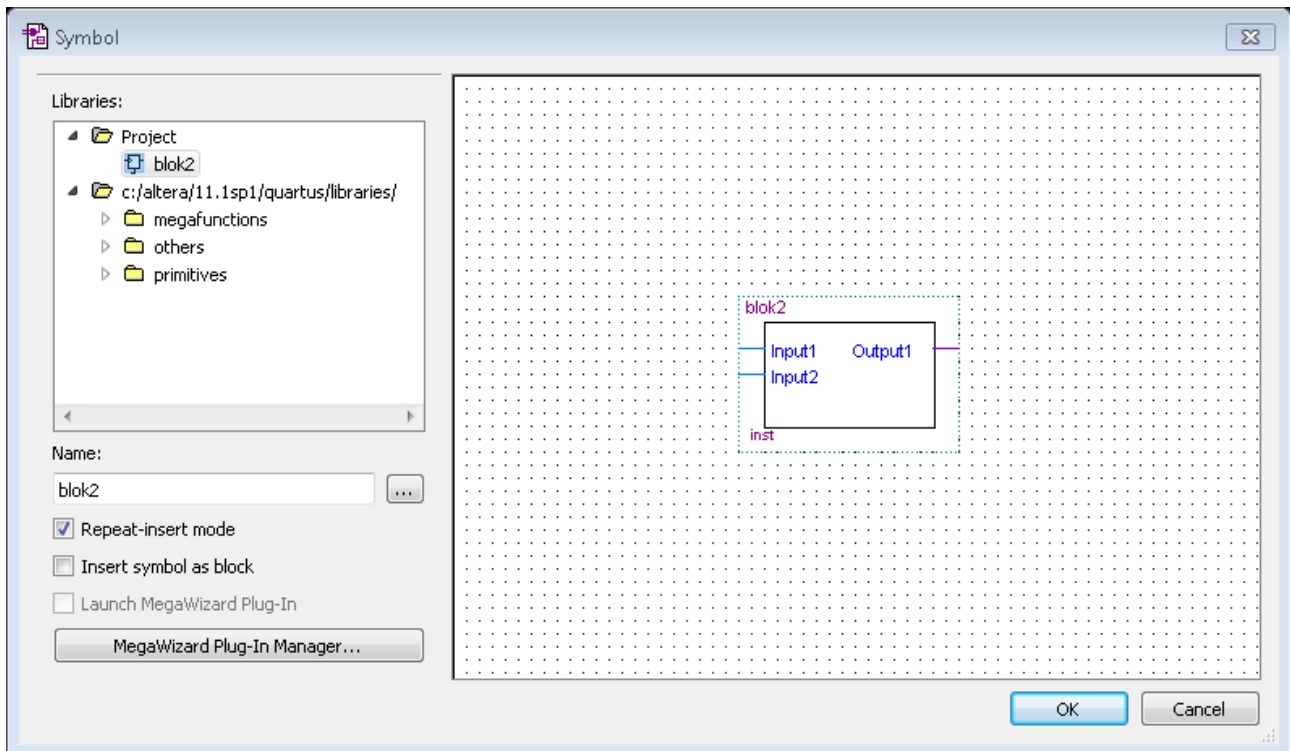 Symbol
Libraries:
Project
blok2
c:/altera/11.1sp1/quartus/libraries/
megafunctions
others
primitives
Name:
blok2
...
Repeat-insert mode
Insert symbol as block
Launch MegaWizard Plug-In
MegaWizard Plug-In Manager...
blok2
Input1 Output1
Input2
inst
OK Cancel